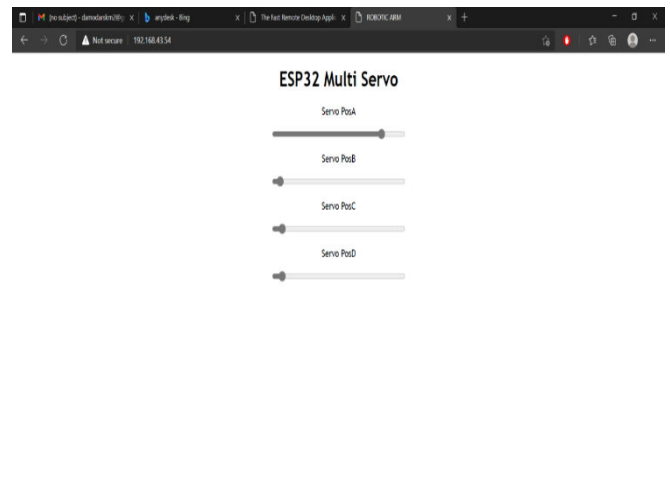 [no subject] - damodarskm2@g
anydesk - Bing
The Fast Remote Desktop Appli
ROBOTIC ARM
Not secure
192.168.43.54
ESP32 Multi Servo
Servo PosA
Servo PosB
Servo PosC
Servo PosD